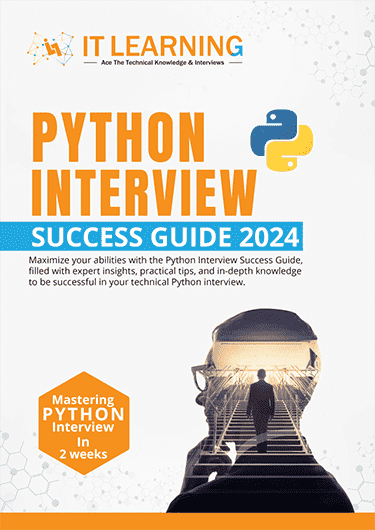 IT LEARNING
Ace The Technical Knowledge & Interviews
PYTHON
INTERVIEW
SUCCESS GUIDE 2024
Maximize your abilities with the Python Interview Success Guide,
filled with expert insights, practical tips, and in-depth knowledge
to be successful in your technical Python interview.
Mastering
PYTHON
Interview
In
2 weeks